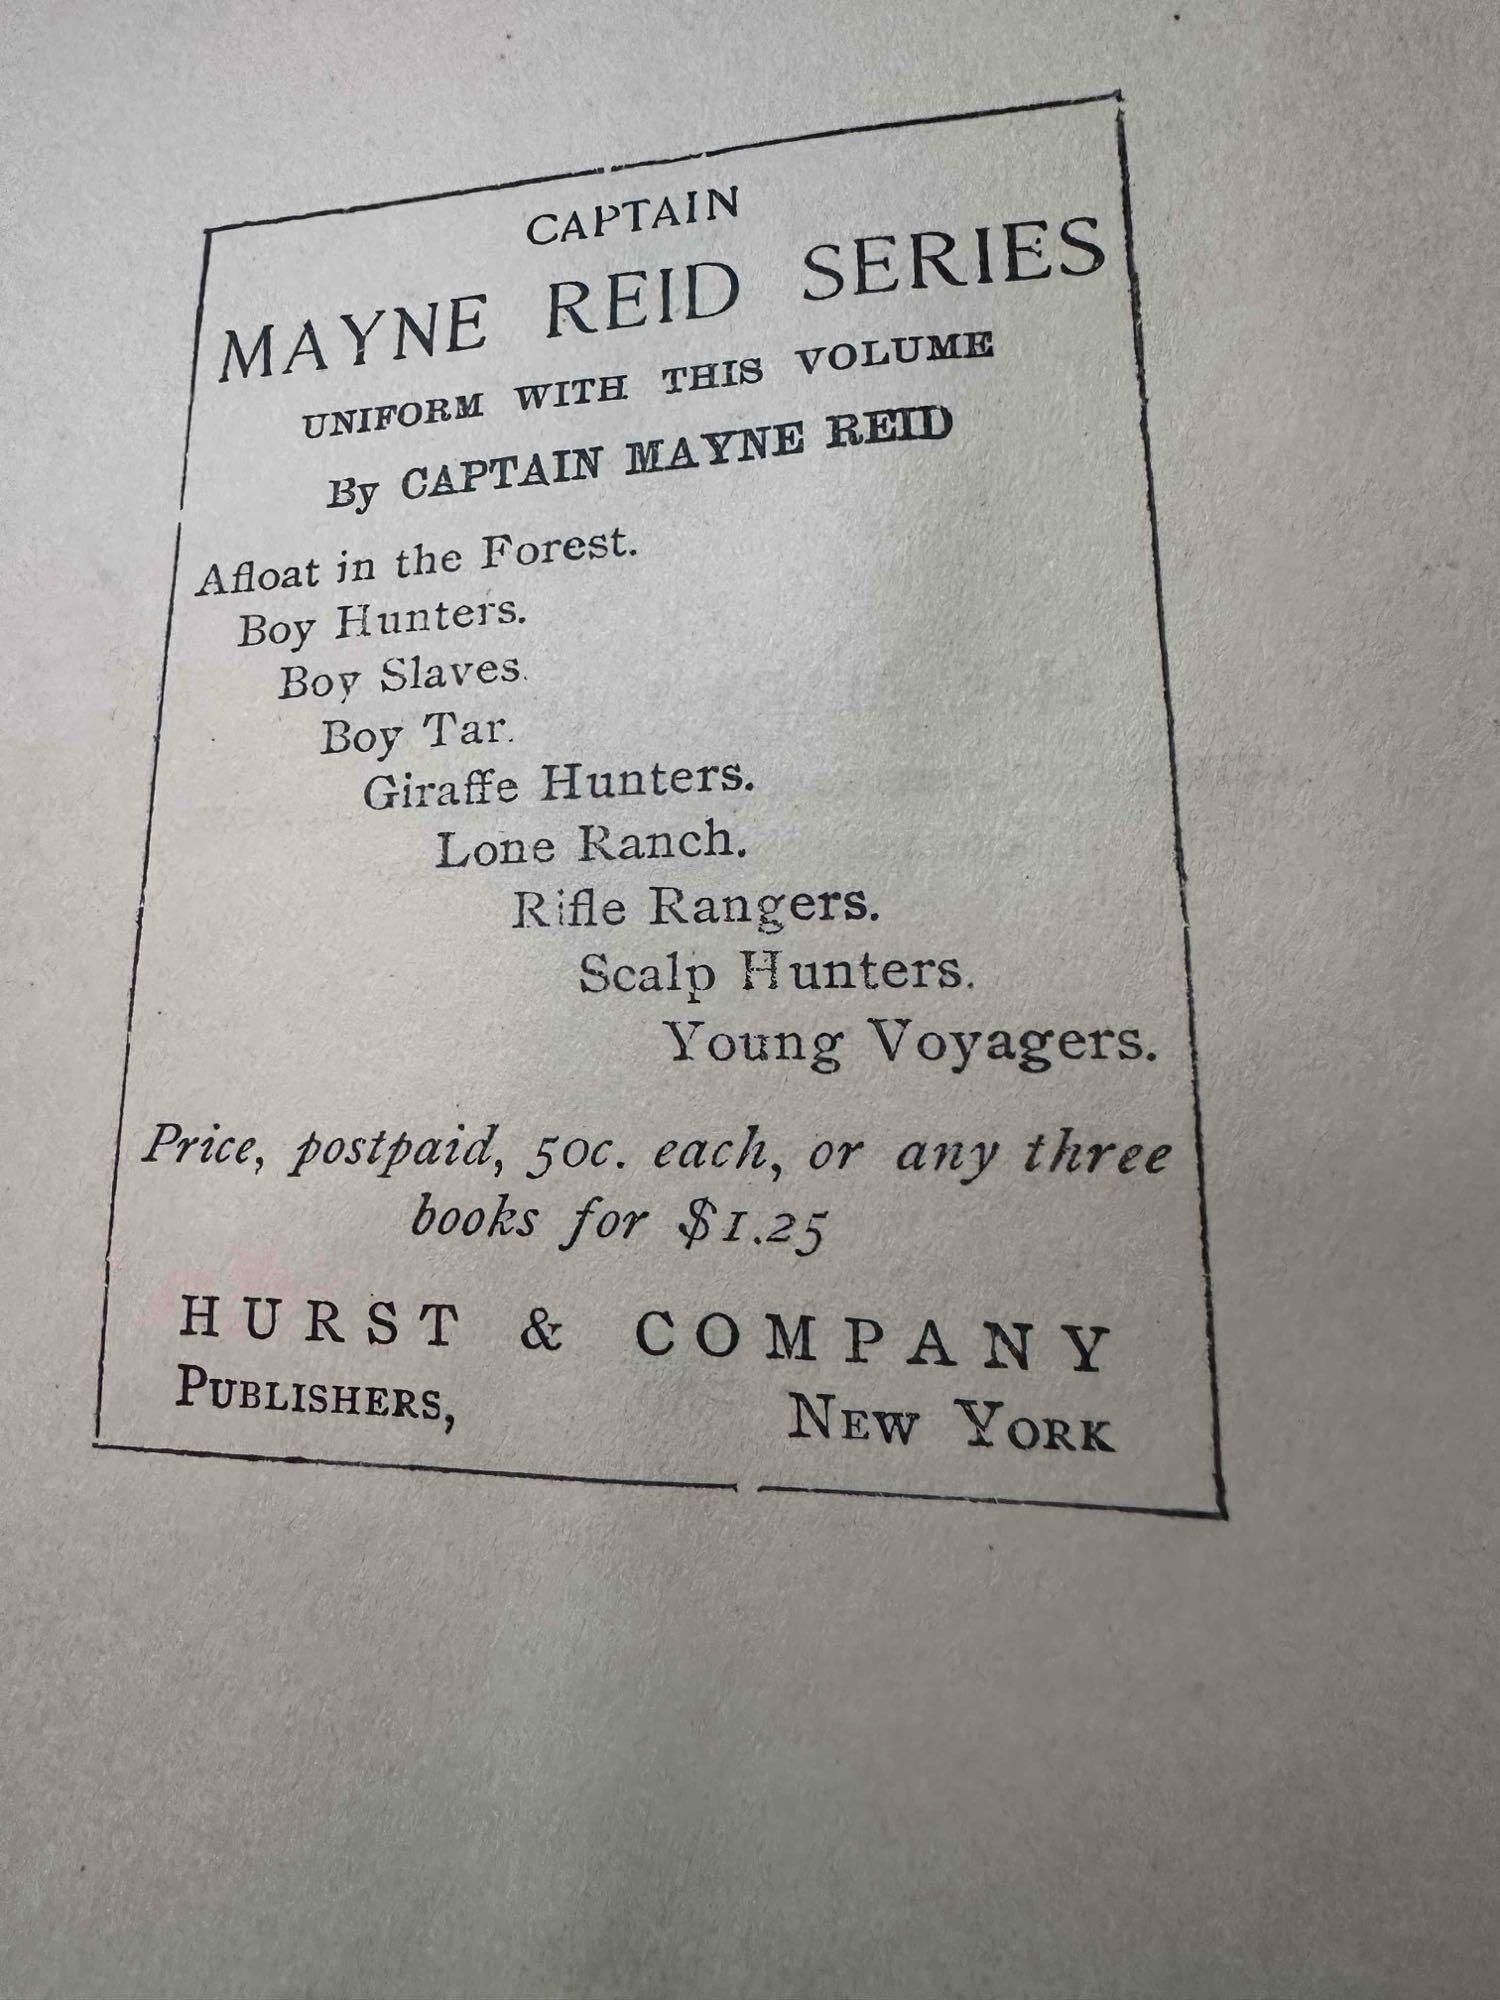 CAPTAIN
MAYNE REID SERIES
UNIFORM WITH THIS VOLUME
By CAPTAIN MAYNE REID
Afloat in the Forest.
Boy Hunters.
Boy Slaves.
Boy Tar.
Giraffe Hunters.
Lone Ranch.
Rifle Rangers.
Scalp Hunters.
Young Voyagers.
Price, postpaid, 50c. each, or any three
books for $1.25
HURST & COMPANY
PUBLISHERS, NEW YORK